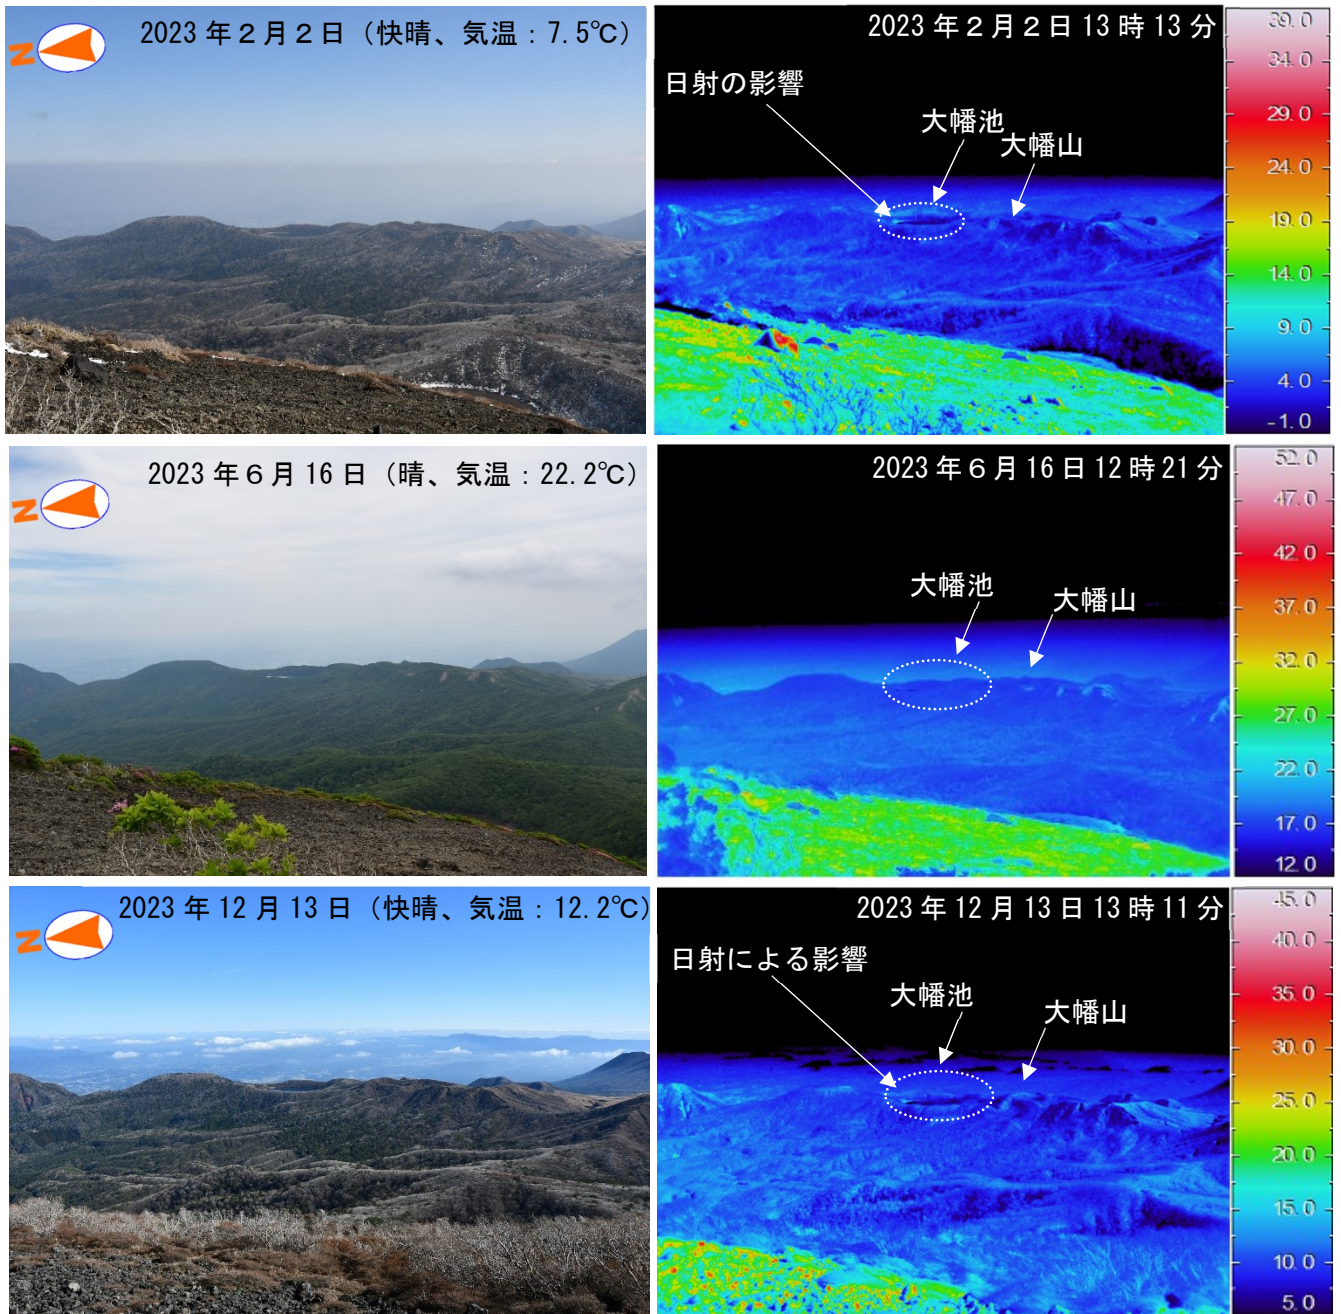 2023年2月2日（快晴、気温：7.5℃）
N
2023年2月2日13時13分
日射の影響
大幡池
大幡山
39.0
34.0
29.0
24.0
19.0
14.0
9.0
4.0
-1.0
2023年6月16日（晴、気温：22.2℃）
N
2023年6月16日12時21分
大幡池
大幡山
52.0
47.0
42.0
37.0
32.0
27.0
22.0
17.0
12.0
2023年12月13日（快晴、気温：12.2℃）
N
2023年12月13日13時11分
日射による影響
大幡池
大幡山
45.0
40.0
35.0
30.0
25.0
20.0
15.0
10.0
5.0